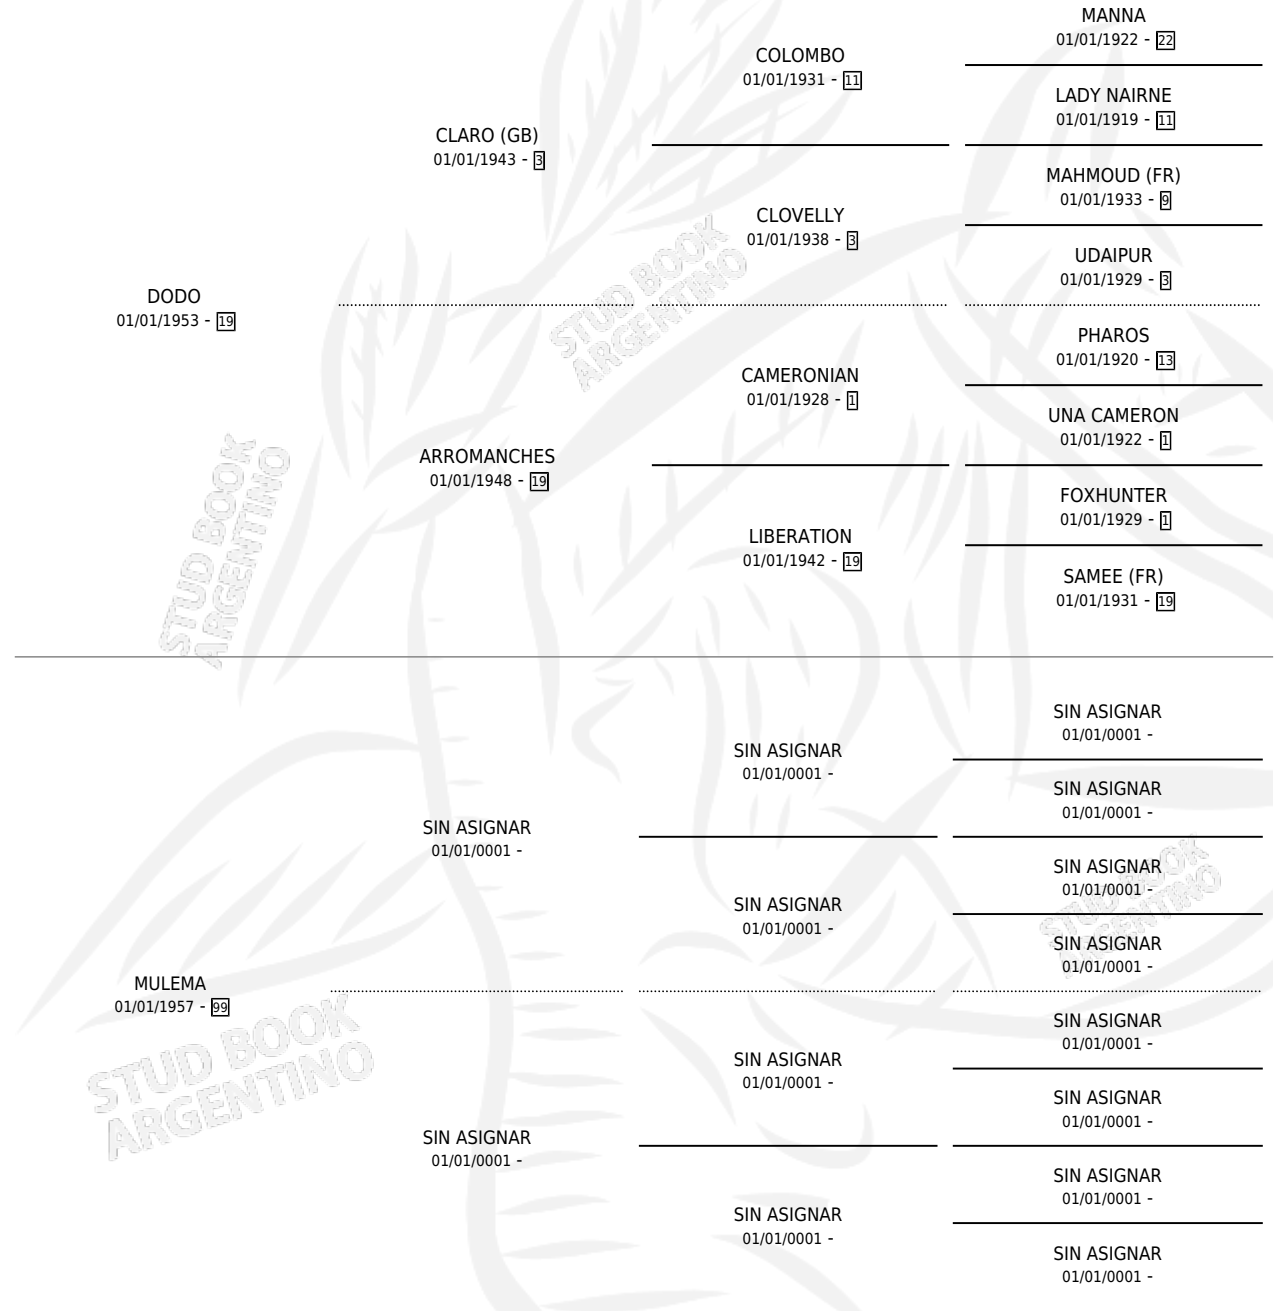 MANNA
01/01/1922 - 22
COLOMBO
01/01/1931 - 11
LADY NAIRNE
01/01/1919 - 11
CLARO (GB)
01/01/1943 - 3
MAHMOUD (FR)
01/01/1933 - 9
CLOVELLY
01/01/1938 - 3
UDAIPUR
01/01/1929 - 3
DODO
01/01/1953 - 19
STUD BOOK
ARGENTINO
PHAROS
01/01/1920 - 13
CAMERONIAN
01/01/1928 - 1
UNA CAMERON
01/01/1922 - 1
ARROMANCHES
01/01/1948 - 19
FOXHUNTER
01/01/1929 - 1
LIBERATION
01/01/1942 - 19
SAMEE (FR)
01/01/1931 - 19
STUD BOOK
ARGENTINO
SIN ASIGNAR
01/01/0001 -
SIN ASIGNAR
01/01/0001 -
SIN ASIGNAR
01/01/0001 -
SIN ASIGNAR
01/01/0001 -
SIN ASIGNAR
01/01/0001 -
SIN ASIGNAR
01/01/0001 -
SIN ASIGNAR
01/01/0001 -
STUD BOOK
ARGENTINO
MULEMA
01/01/1957 - 99
SIN ASIGNAR
01/01/0001 -
SIN ASIGNAR
01/01/0001 -
SIN ASIGNAR
01/01/0001 -
STUD BOOK
ARGENTINO
SIN ASIGNAR
01/01/0001 -
SIN ASIGNAR
01/01/0001 -
SIN ASIGNAR
01/01/0001 -
SIN ASIGNAR
01/01/0001 -